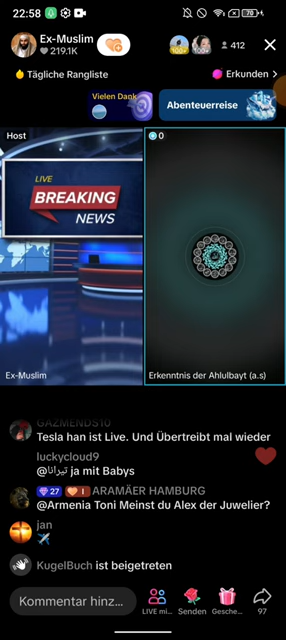 22:58
70
Ex-Muslim
219.1K
100+
100+
412
Tägliche Rangliste
Erkunden >
Vielen Dank
Abenteuerreise
Host
0
LIVE
BREAKING
NEWS
Ex-Muslim
Erkenntnis der Ahlulbayt (a.s)
GAZMENDS10
Tesla han ist Live. Und Übertreibt mal wieder
luckycloud9
@تيرانا ja mit Babys
27 I ARAMÄER HAMBURG
@Armenia Toni Meinst du Alex der Juwelier?
jan
KugelBuch ist beigetreten
Kommentar hinz...
LIVE mi...
Senden
Gesche...
97